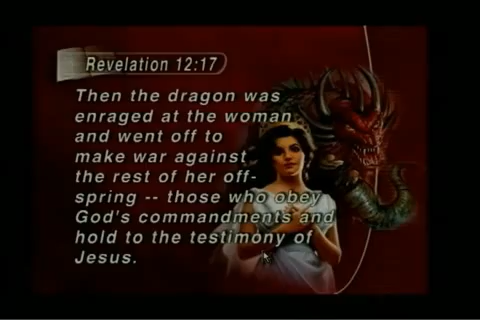 Revelation 12:17
Then the dragon was
enraged at the woman
and went off to
make war against
the rest of her off-
spring -- those who obey
God's commandments and
hold to the testimony of
Jesus.